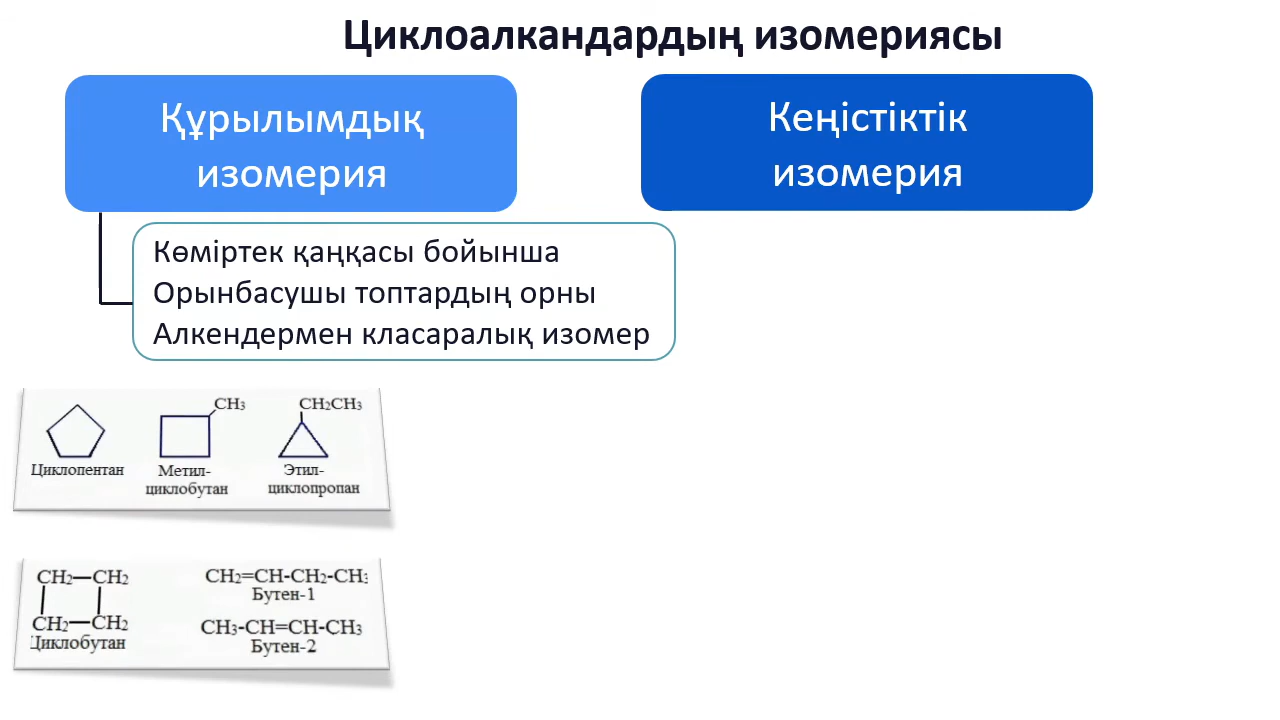 Циклоалкандардың изомериясы
Құрылымдық
изомерия
Кеңістіктік
изомерия
Көміртек қаңқасы бойынша
Орынбасушы топтардың орны
Алкендермен класаралық изомер
CH₃
CH₂CH₃
Циклопентан
Метил-
циклобутан
Этил-
циклопропан
CH₂—CH₂
CH₂—CH₂
Циклобутан
CH₂=CH-CH₂-CH₃
Бутен-1
CH₃-CH=CH-CH₃
Бутен-2